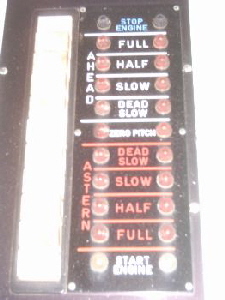 STOP
ENGINE
AHEAD
FULL
HALF
SLOW
DEAD
SLOW
ZERO PITCH
ASTERN
DEAD
SLOW
SLOW
HALF
FULL
START
ENGINE